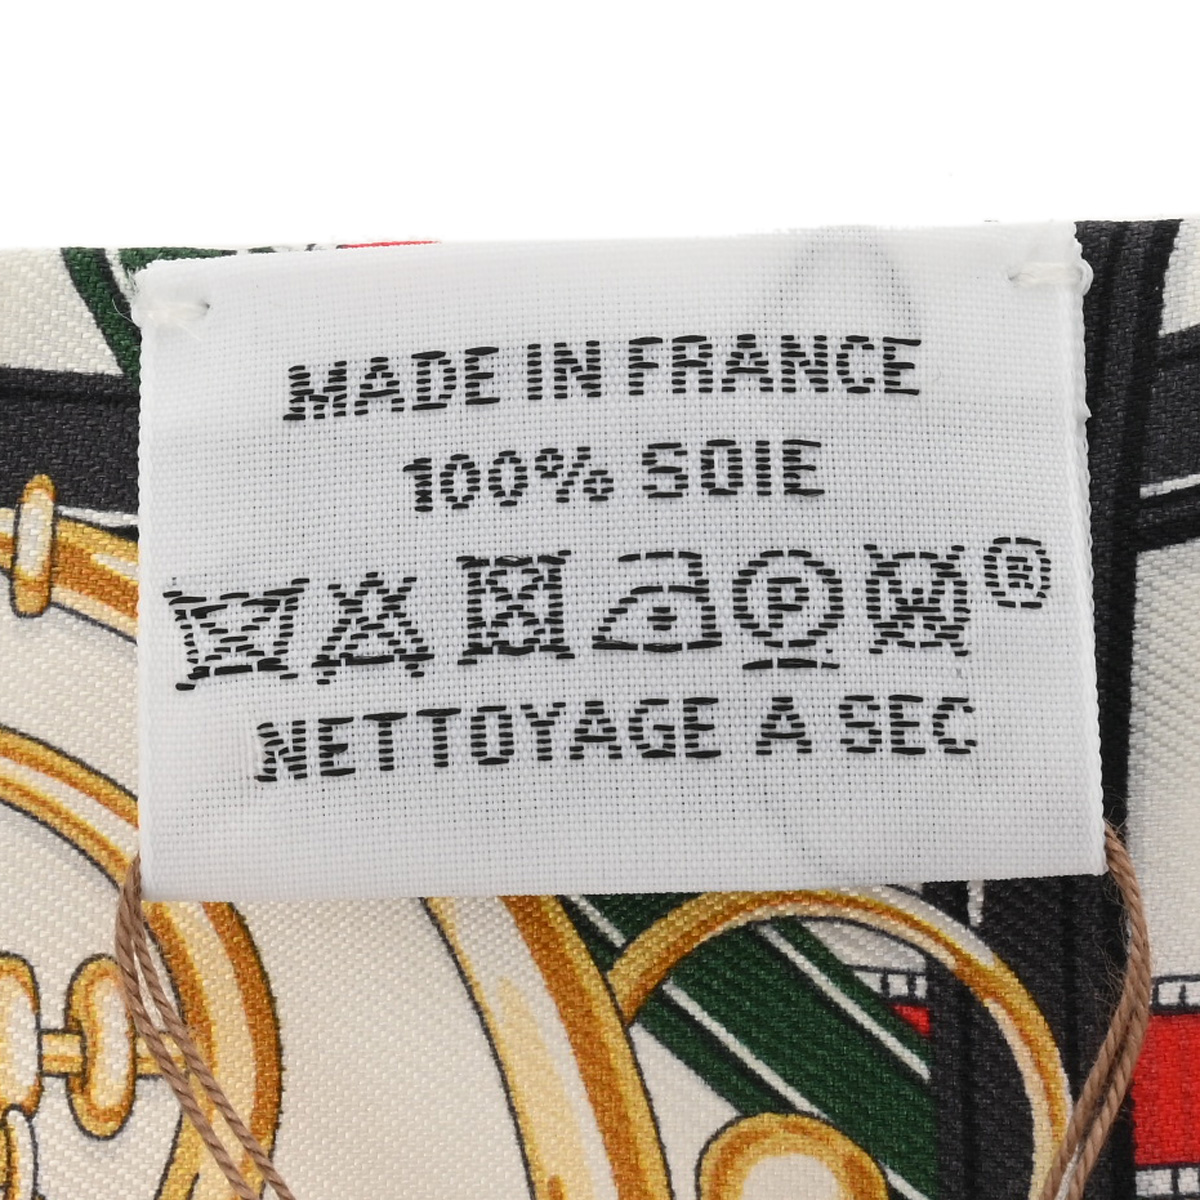 MADE IN FRANCE
100% SOIE
P ®
NETTOYAGE A SEC